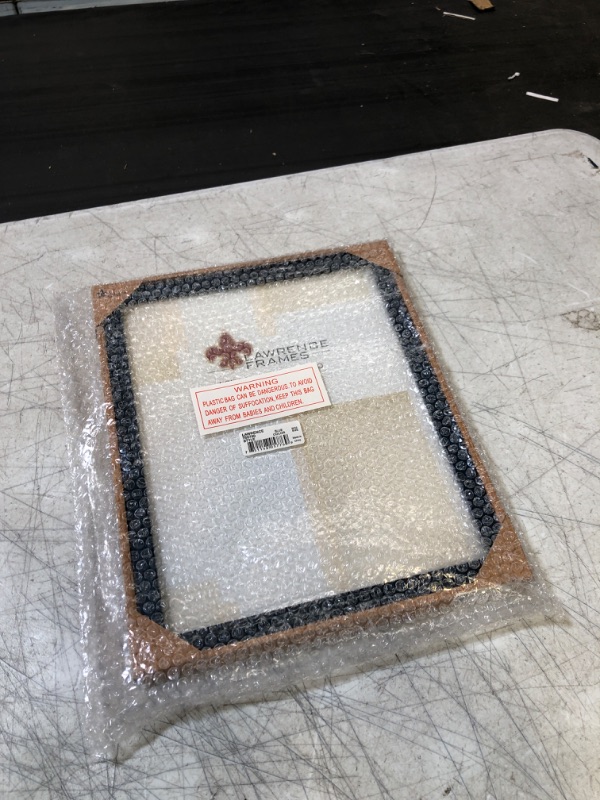 LAWRENCE
FRAMES
WARNING
PLASTIC BAG CAN BE DANGEROUS TO AVOID
DANGER OF SUFFOCATION, KEEP THIS BAG
AWAY FROM BABIES AND CHILDREN.
LAWRENCE